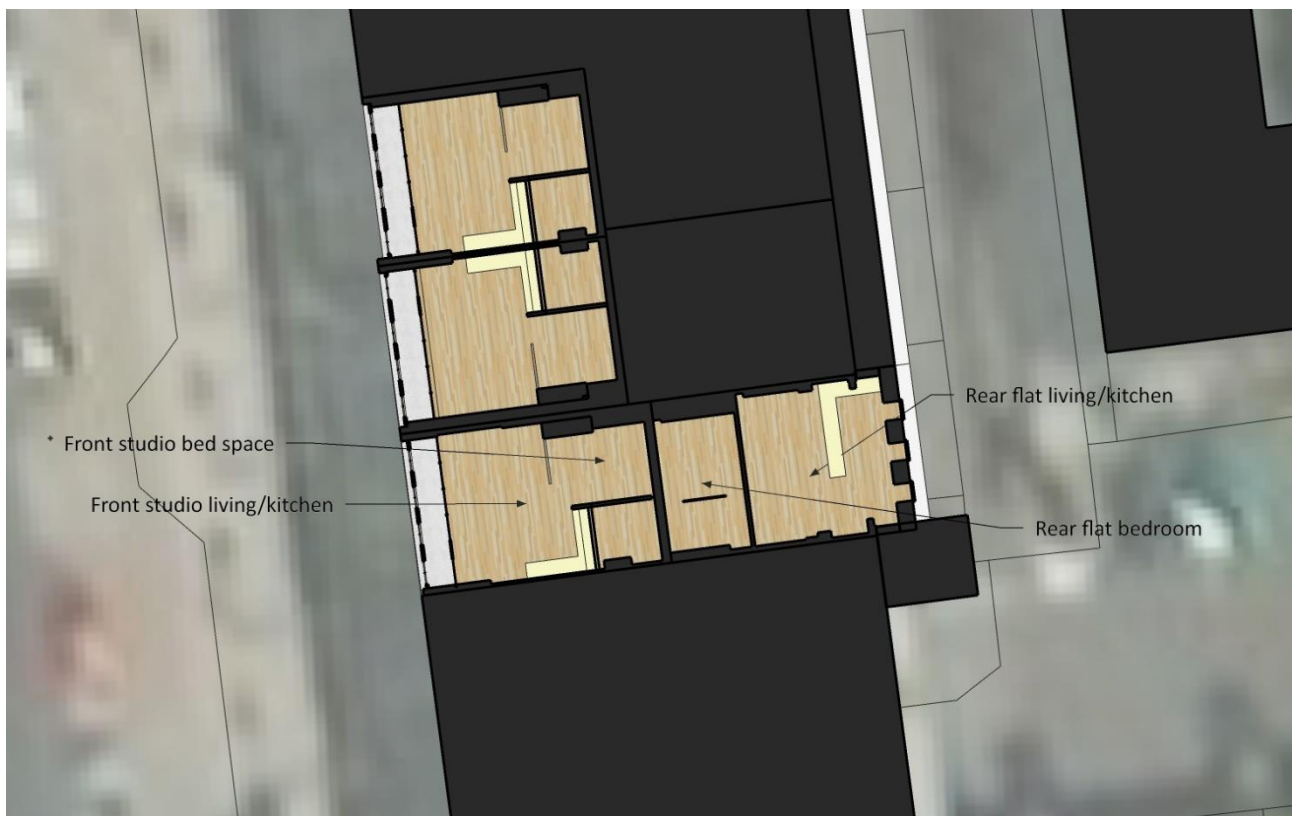 Rear flat living/kitchen
Front studio bed space
Front studio living/kitchen
Rear flat bedroom